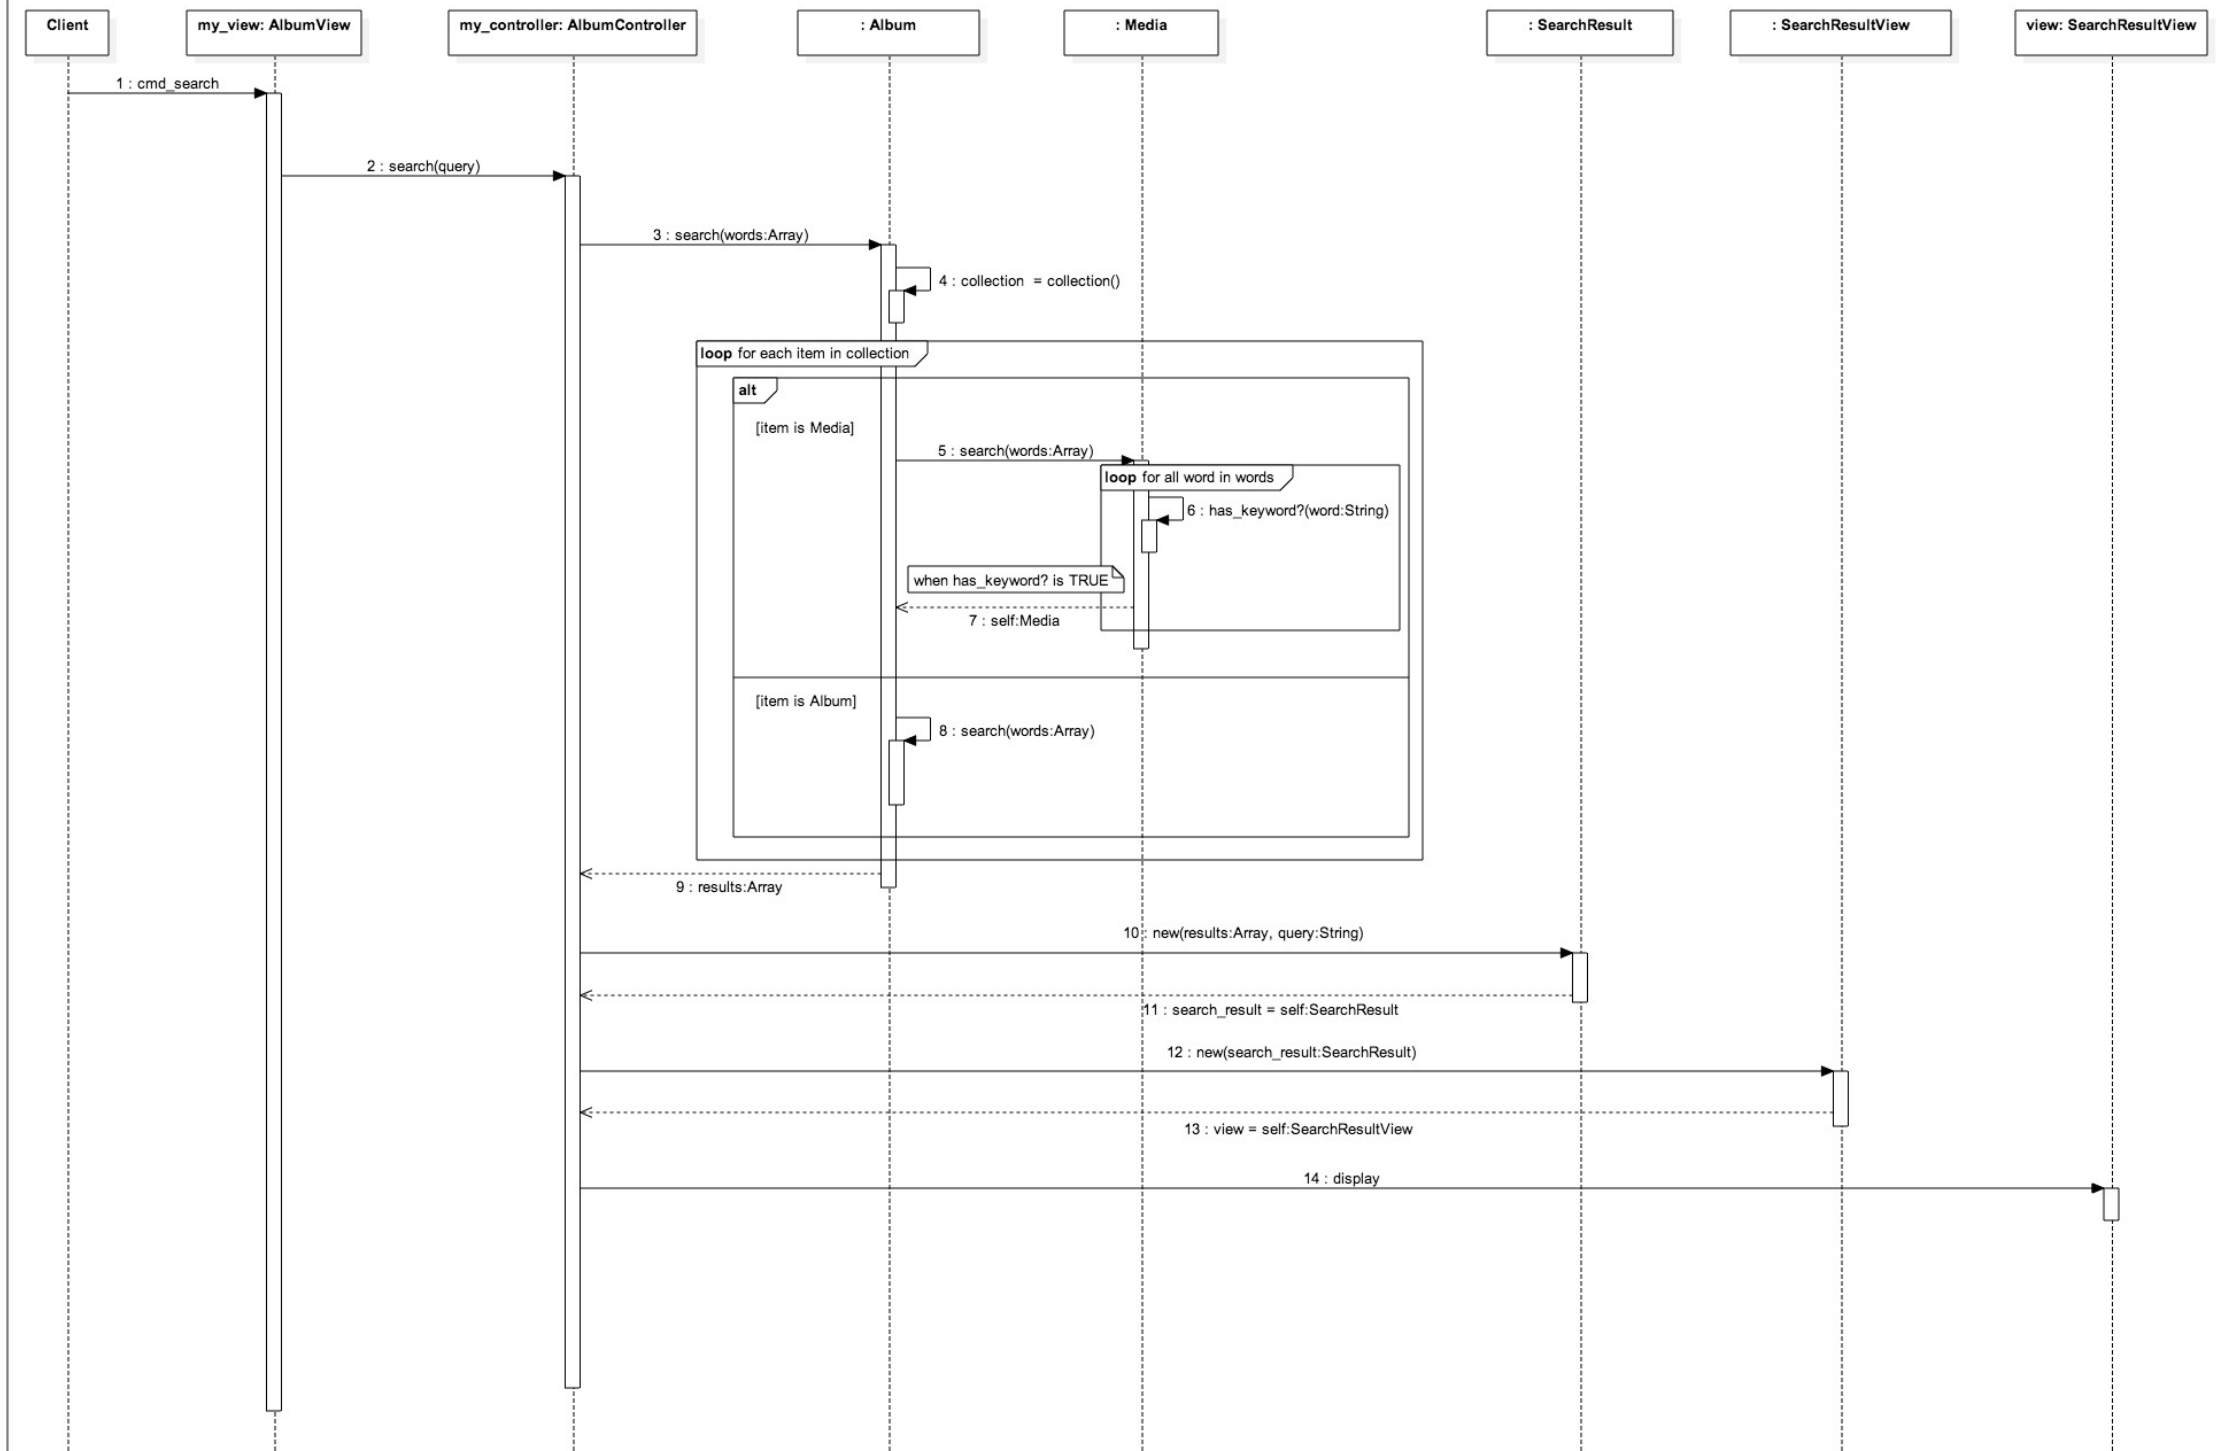 Client
my_view: AlbumView
my_controller: AlbumController
: Album
: Media
: SearchResult
: SearchResultView
view: SearchResultView
1 : cmd_search
2 : search(query)
3 : search(words:Array)
4 : collection = collection()
loop for each item in collection
alt
[item is Media]
5 : search(words:Array)
loop for all word in words
6 : has_keyword?(word:String)
when has_keyword? is TRUE
7 : self:Media
[item is Album]
8 : search(words:Array)
9 : results:Array
10 : new(results:Array, query:String)
11 : search_result = self:SearchResult
12 : new(search_result:SearchResult)
13 : view = self:SearchResultView
14 : display